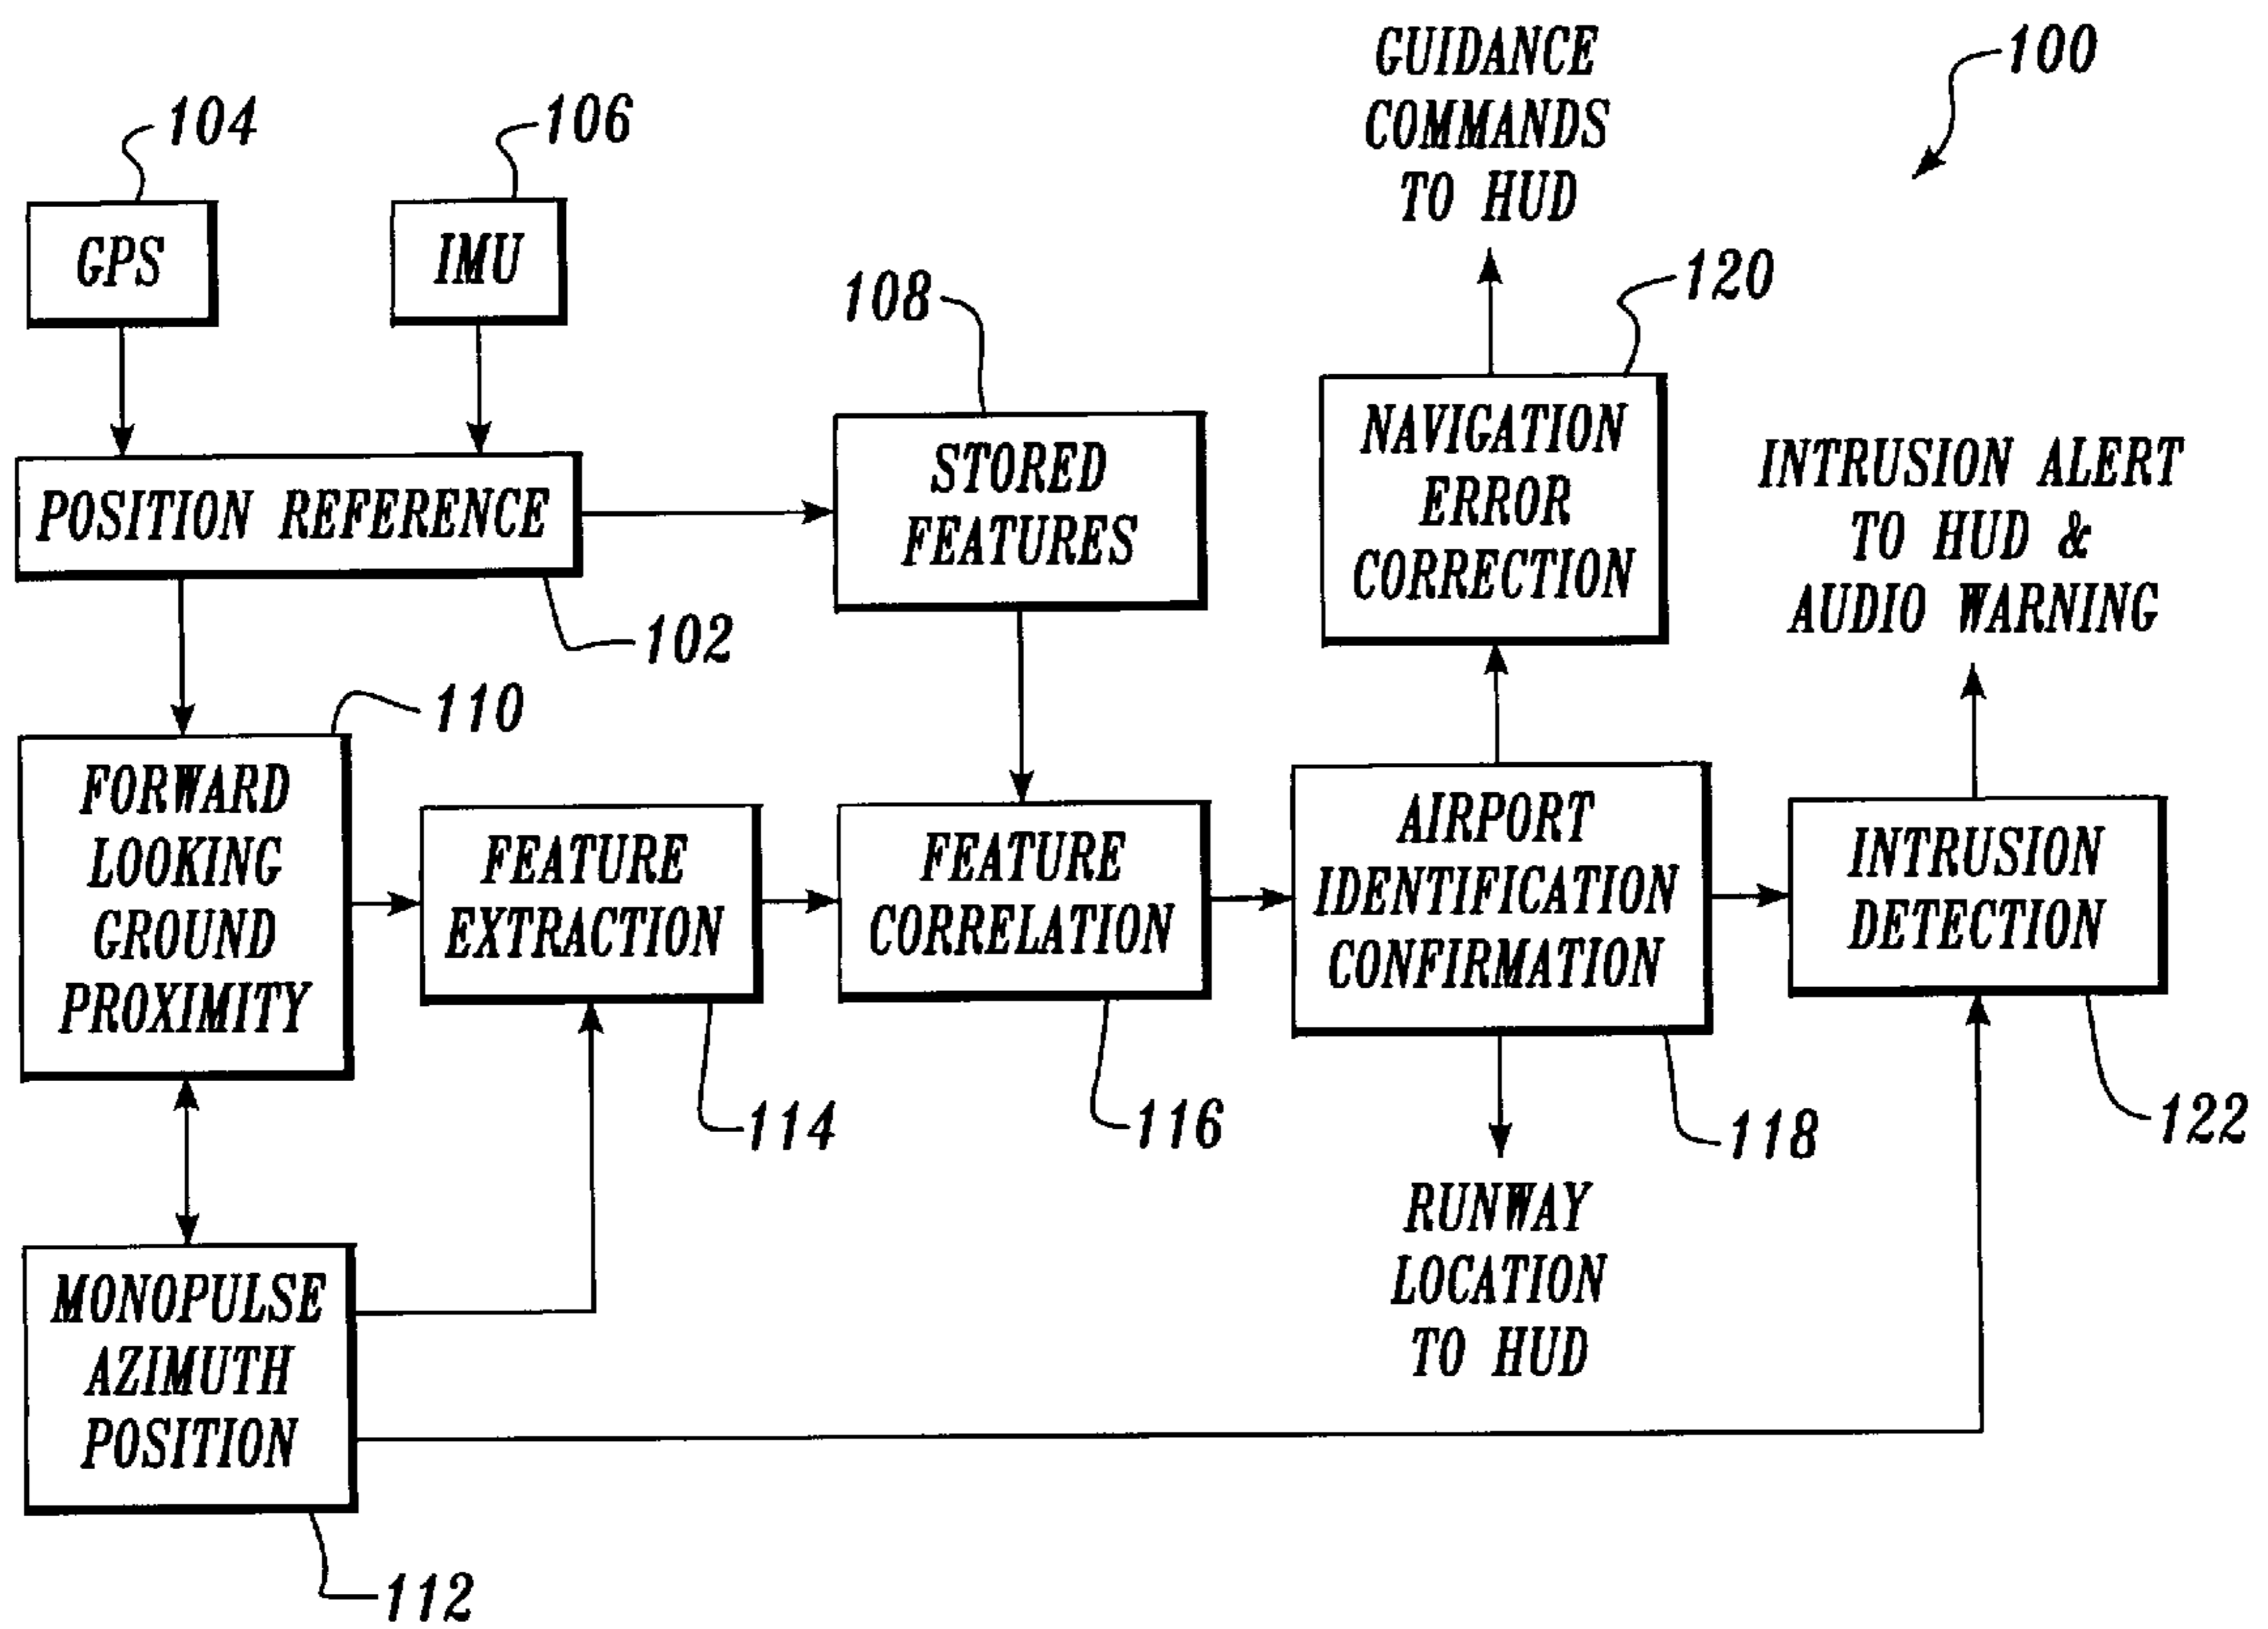 GUIDANCE
COMMANDS
TO HUD
100
104
106
GPS
IMU
108
120
POSITION REFERENCE
102
STORED
FEATURES
NAVIGATION
ERROR
CORRECTION
INTRUSION ALERT
TO HUD &
AUDIO WARNING
110
FORWARD
LOOKING
GROUND
PROXIMITY
FEATURE
EXTRACTION
114
FEATURE
CORRELATION
116
AIRPORT
IDENTIFICATION
CONFIRMATION
118
INTRUSION
DETECTION
122
RUNWAY
LOCATION
TO HUD
MONOPULSE
AZIMUTH
POSITION
112